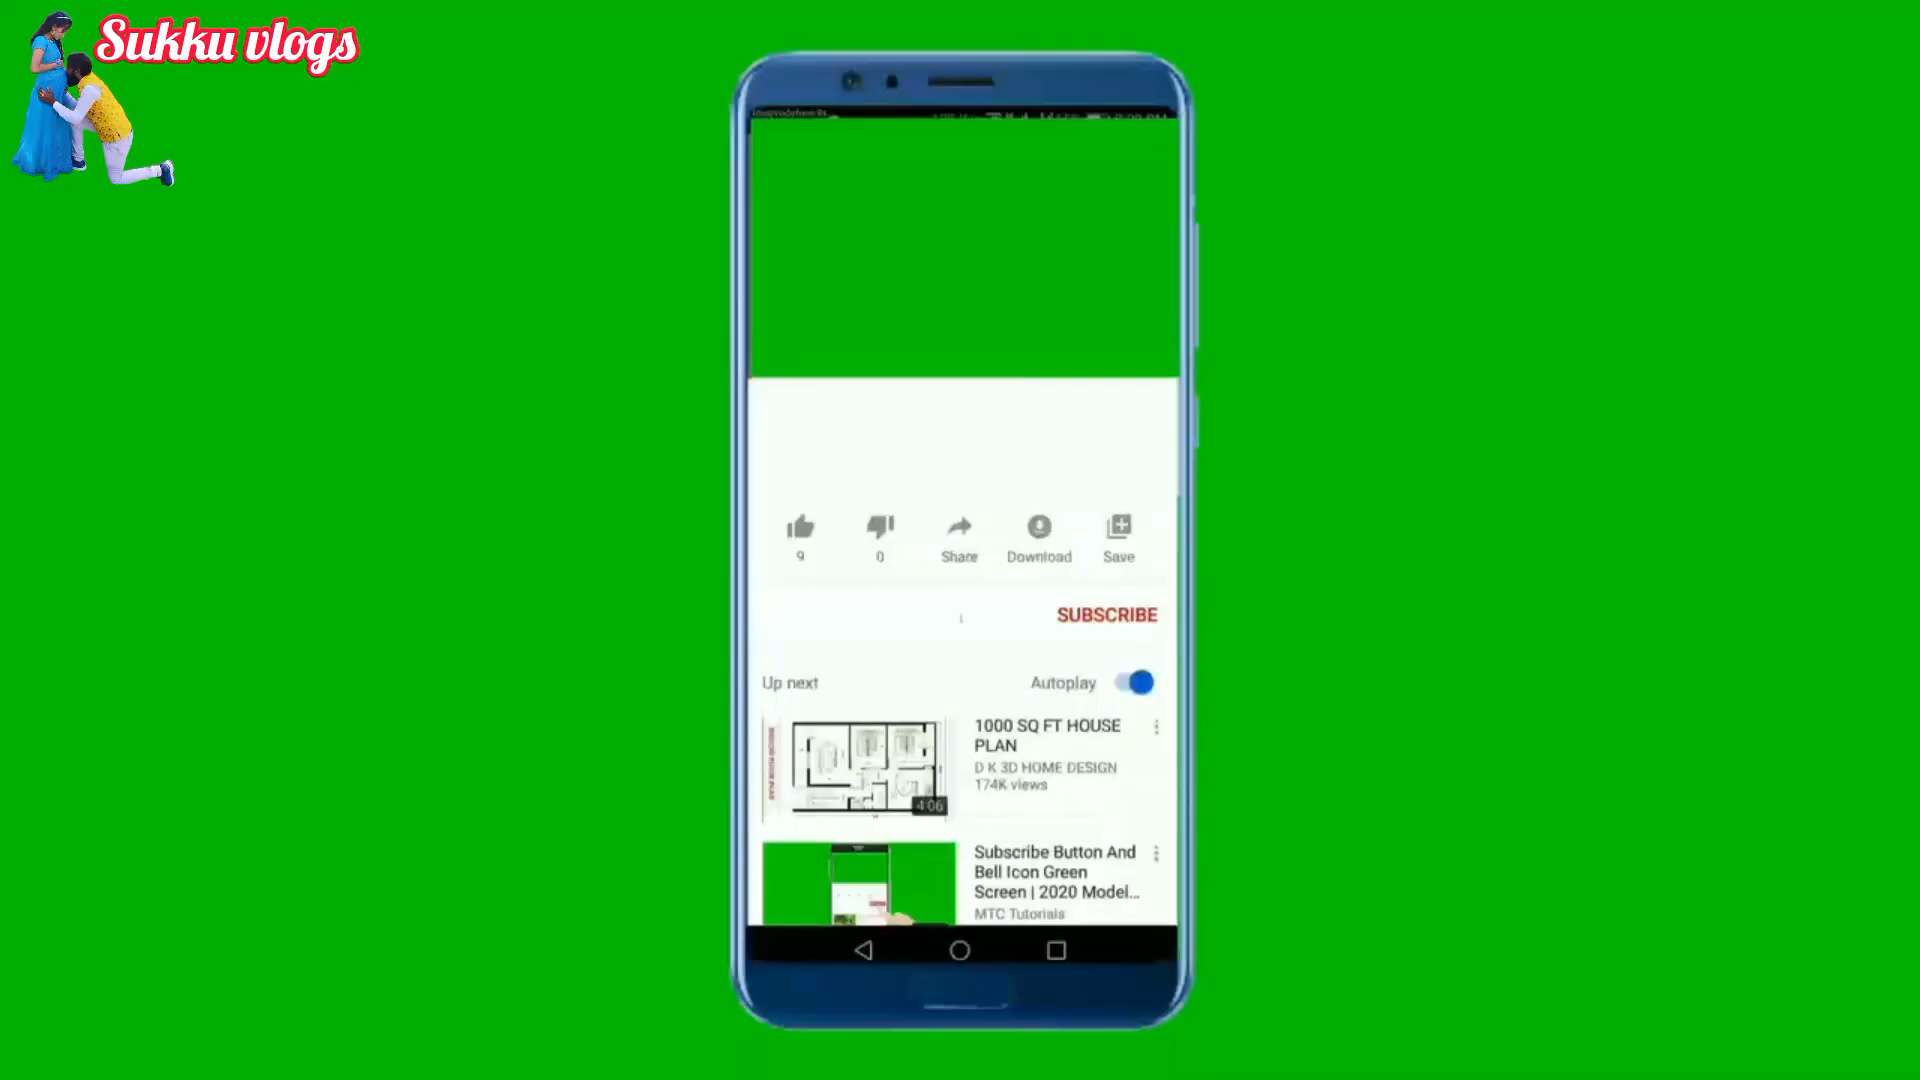 Sukku vlogs
9
0
Share
Download
Save
SUBSCRIBE
Up next
Autoplay
1000 SQ FT HOUSE
PLAN
D K 3D HOME DESIGN
174K views
4:06
Subscribe Button And
Bell Icon Green
Screen | 2020 Model...
MTC Tutorials